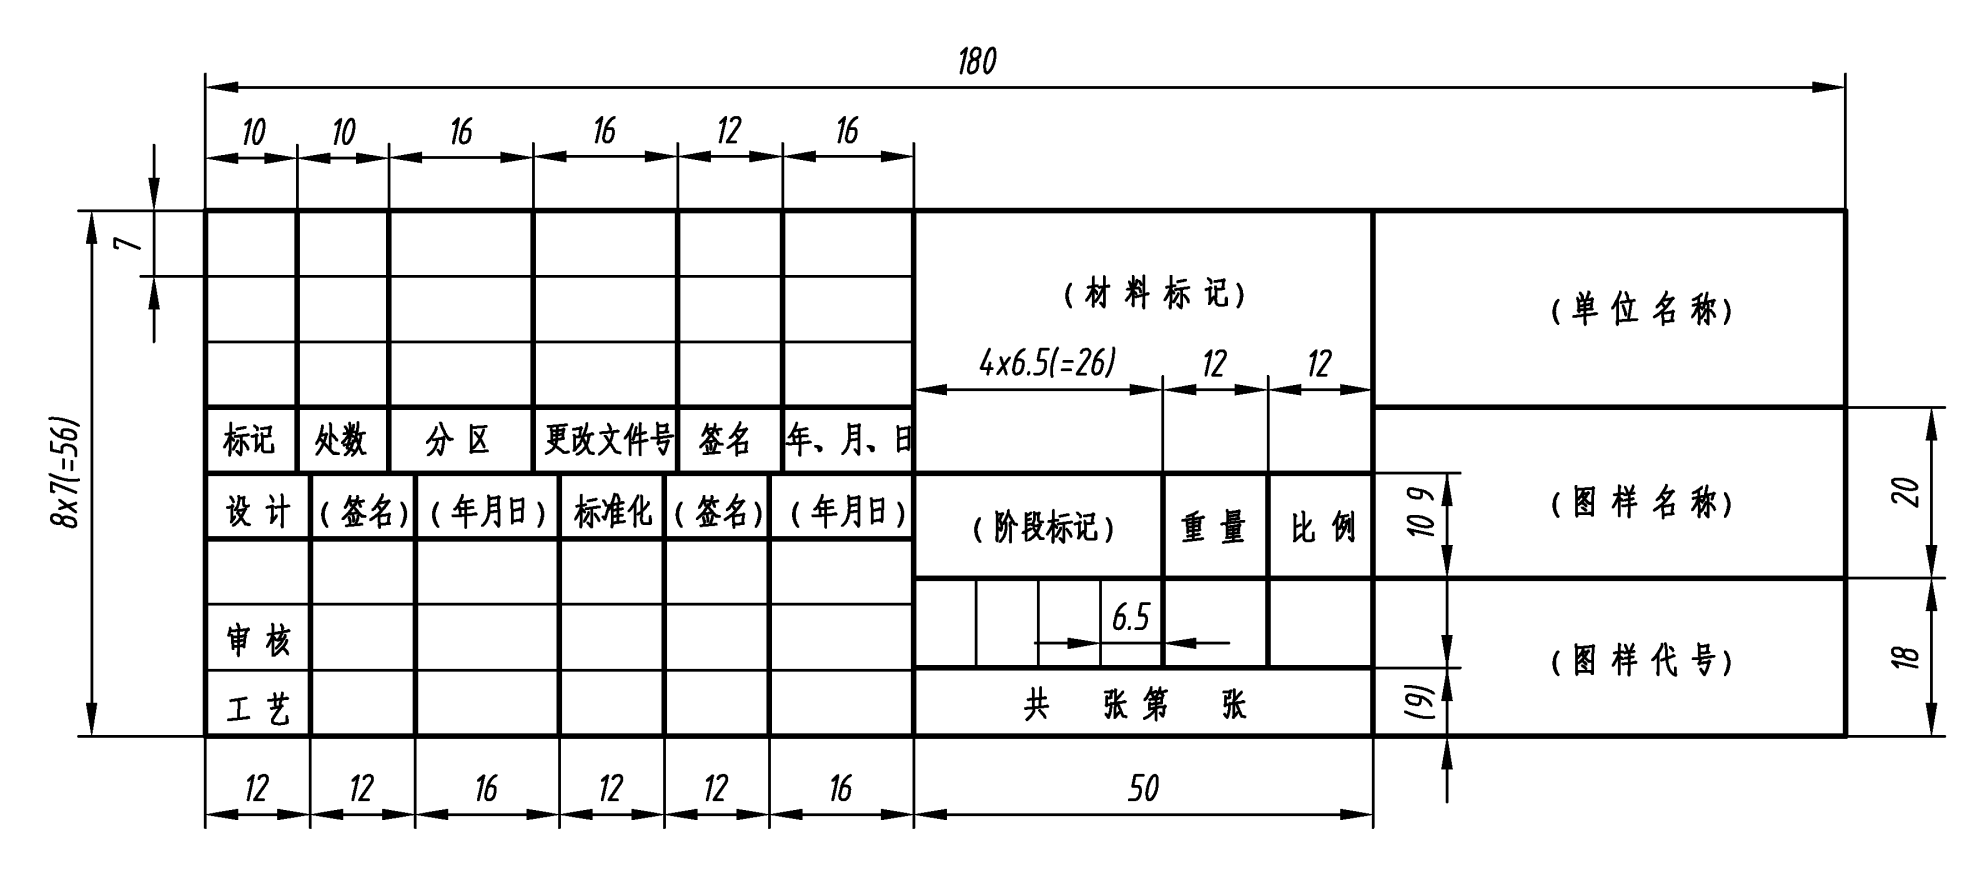 180
10 10 16 16 12 16
7
(材料标记)
(单位名称)
4x6.5(=26) 12 12
8x7(=56)
标记 处数 分区 更改文件号 签名 年、月、日
设计 (签名) (年月日) 标准化 (签名) (年月日)
(阶段标记) 重量 比例
10 9
(图样名称)
20
6.5
审核
(图样代号)
18
工艺
共 张 第 张
(9)
12 12 16 12 12 16 50